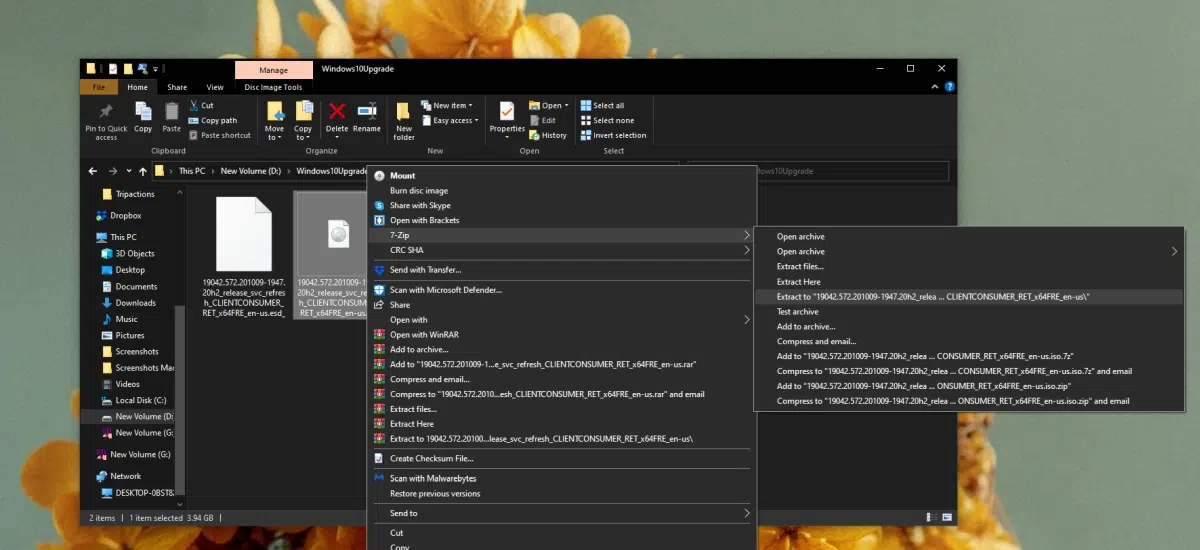 Manage
Windows10Upgrade
File
Home
Share
View
Disc Image Tools
Pin to Quick
access
Copy
Paste
Cut
Copy path
Paste shortcut
Clipboard
Move
to
Copy
to
Delete
Rename
Organize
New
folder
New item
Easy access
New
Properties
Open
Edit
History
Open
Select all
Select none
Invert selection
Select
This PC
New Volume (D:)
Windows10Upgrade
Windows10Upgrade
Tripactions
Dropbox
This PC
3D Objects
Desktop
Documents
Downloads
Music
Pictures
Screenshots
Screenshots Mac
Videos
Local Disk (C:)
New Volume (D:
New Volume (G:
New Volume (G:)
Network
DESKTOP-0BST8
19042.572.201009-1947.
20h2_release_svc_refres
h_CLIENTCONSUMER_
RET_x64FRE_en-us.esd_
19042.572.201009-1
20h2_release_svc_re
h_CLIENTCONSUM
RET_x64FRE_en-us.
Mount
Burn disc image
Share with Skype
Open with Brackets
7-Zip
CRC SHA
Send with Transfer...
Scan with Microsoft Defender...
Share
Open with
Open with WinRAR
Add to archive...
Add to "19042.572.201009-1...e_svc_refresh_CLIENTCONSUMER_RET_x64FRE_en-us.rar"
Compress and email...
Compress to "19042.572.2010...esh_CLIENTCONSUMER_RET_x64FRE_en-us.rar" and email
Extract files...
Extract Here
Extract to 19042.572.20100...lease_svc_refresh_CLIENTCONSUMER_RET_x64FRE_en-us\
Create Checksum File...
Scan with Malwarebytes
Restore previous versions
Send to
Cut
Copy
Open archive
Open archive
Extract files...
Extract Here
Extract to "19042.572.201009-1947.20h2_relea ... CLIENTCONSUMER_RET_x64FRE_en-us\"
Test archive
Add to archive...
Compress and email...
Add to "19042.572.201009-1947.20h2_relea ... CONSUMER_RET_x64FRE_en-us.iso.7z"
Compress to "19042.572.201009-1947.20h2_relea ... CONSUMER_RET_x64FRE_en-us.iso.7z" and email
Add to "19042.572.201009-1947.20h2_relea ... ONSUMER_RET_x64FRE_en-us.iso.zip"
Compress to "19042.572.201009-1947.20h2_relea ... ONSUMER_RET_x64FRE_en-us.iso.zip" and email
2 items
1 item selected 3.94 GB